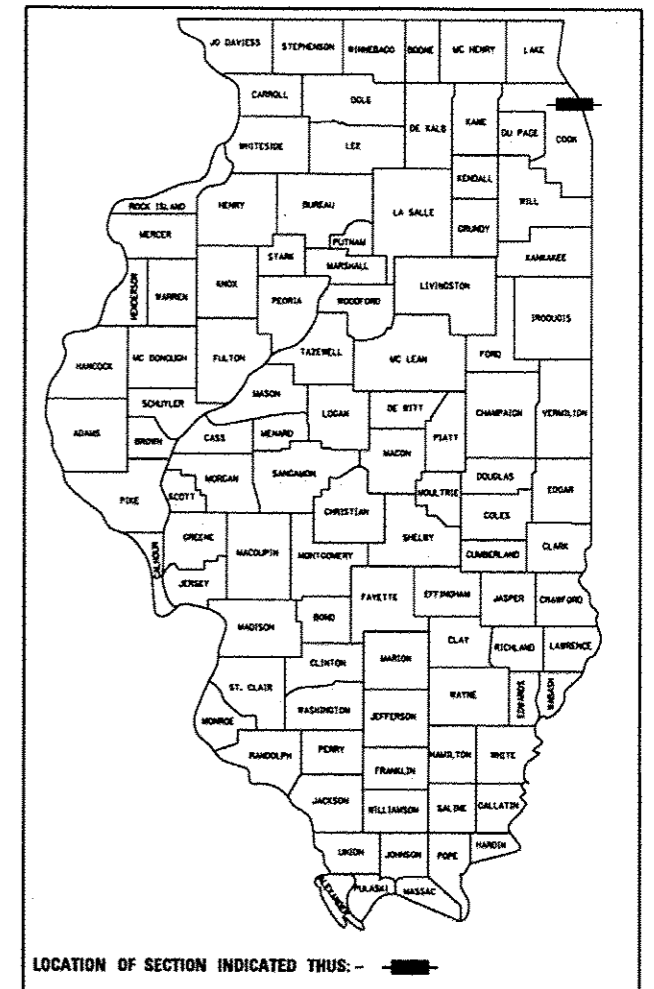 JO DAVIESS STEPHENSON WINNEBAGO BOONE MC HENRY LAKE
CARROLL OGLE DE KALB KANE DU PAGE COOK
WHITESIDE LEE
KENDALL WILL
ROCK ISLAND HENRY BUREAU LA SALLE GRUNDY
MERCER PUTNAM
STARK MARSHALL KANKAKEE
HENDERSON WARREN KNOX PEORIA WOODFORD LIVINGSTON IROQUOIS
HANCOCK MC DONOUGH FULTON TAZEWELL MC LEAN FORD
MASON
SCHUYLER LOGAN DE WITT CHAMPAIGN VERMILION
ADAMS BROWN CASS MENARD MACON PIATT
PIKE SCOTT MORGAN SANGAMON MOULTRIE DOUGLAS EDGAR
CHRISTIAN COLES
CALHOUN GREENE MACOUPIN MONTGOMERY SHELBY CUMBERLAND CLARK
JERSEY FAYETTE EFFINGHAM JASPER CRAWFORD
MADISON BOND
CLINTON MARION CLAY RICHLAND LAWRENCE
ST. CLAIR WAYNE EDWARDS WABASH
MONROE WASHINGTON JEFFERSON
RANDOLPH PERRY HAMILTON WHITE
FRANKLIN
JACKSON WILLIAMSON SALINE GALLATIN
UNION JOHNSON POPE HARDIN
ALEXANDER PULASKI MASSAC
LOCATION OF SECTION INDICATED THUS: -